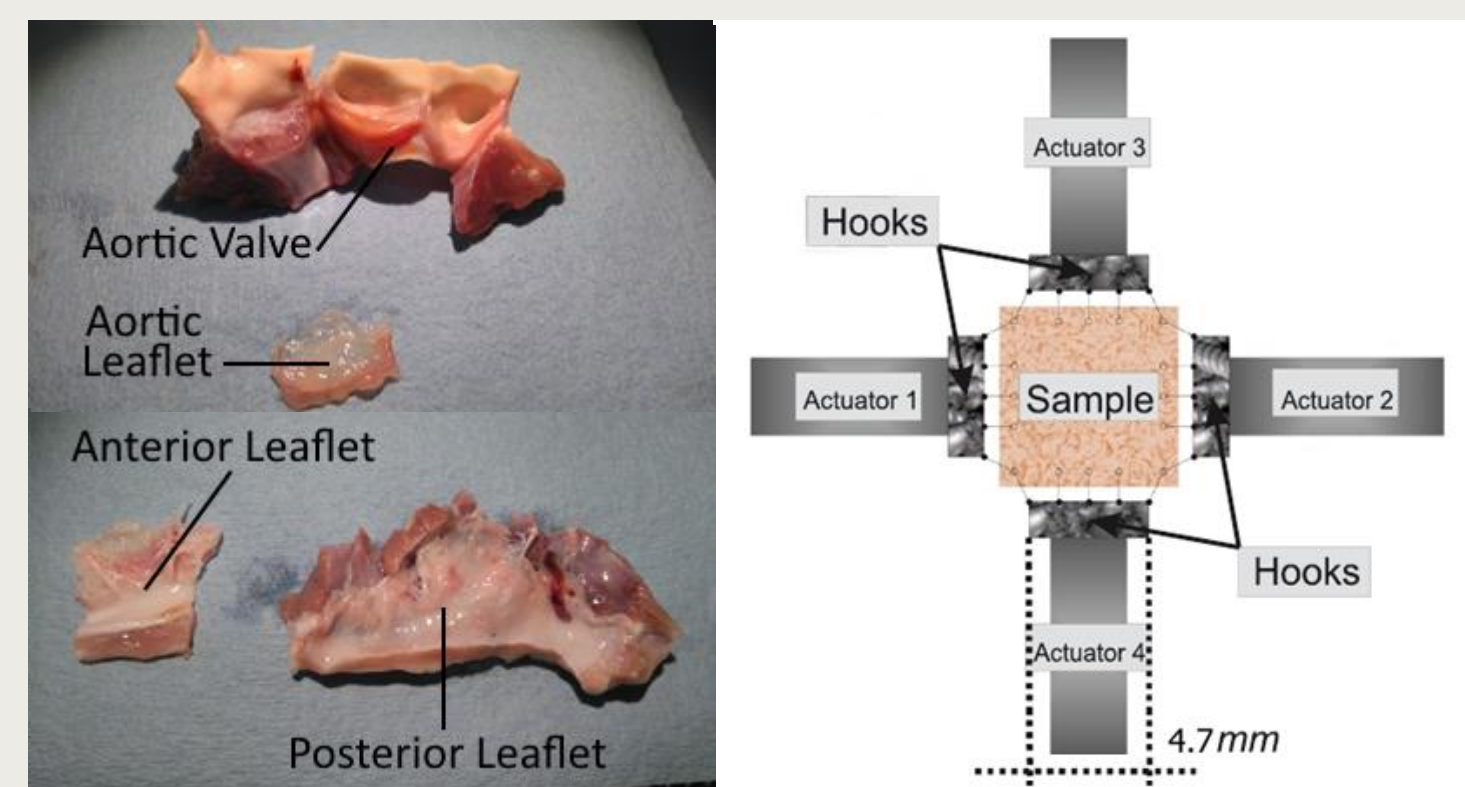 Aortic Valve
Aortic
Leaflet
Anterior Leaflet
Posterior Leaflet
Actuator 3
Hooks
Actuator 1
Sample
Actuator 2
Hooks
Actuator 4
4.7mm